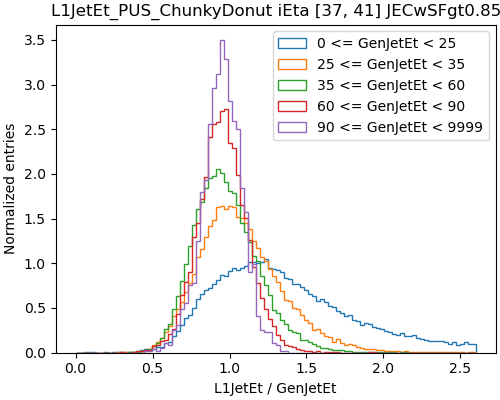 L1JetEt_PUS_ChunkyDonut iEta [37, 41] JECwSFgt0.85
0 <= GenJetEt < 25
25 <= GenJetEt < 35
35 <= GenJetEt < 60
60 <= GenJetEt < 90
90 <= GenJetEt < 9999
Normalized entries
3.5
3.0
2.5
2.0
1.5
1.0
0.5
0.0
0.0 0.5 1.0 1.5 2.0 2.5
L1JetEt / GenJetEt